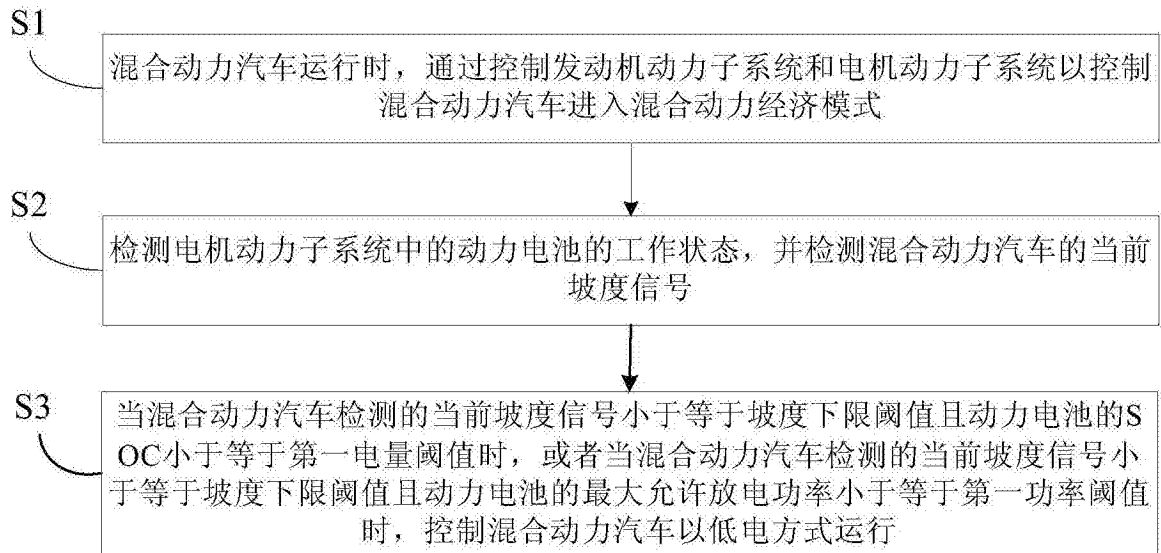 S1
混合动力汽车运行时，通过控制发动机动力子系统和电机动力子系统以控制
混合动力汽车进入混合动力经济模式
S2
检测电机动力子系统中的动力电池的工作状态，并检测混合动力汽车的当前
坡度信号
S3
当混合动力汽车检测的当前坡度信号小于等于坡度下限阈值且动力电池的S
OC小于等于第一电量阈值时，或者当混合动力汽车检测的当前坡度信号小
于等于坡度下限阈值且动力电池的最大允许放电功率小于等于第一功率阈值
时，控制混合动力汽车以低电方式运行